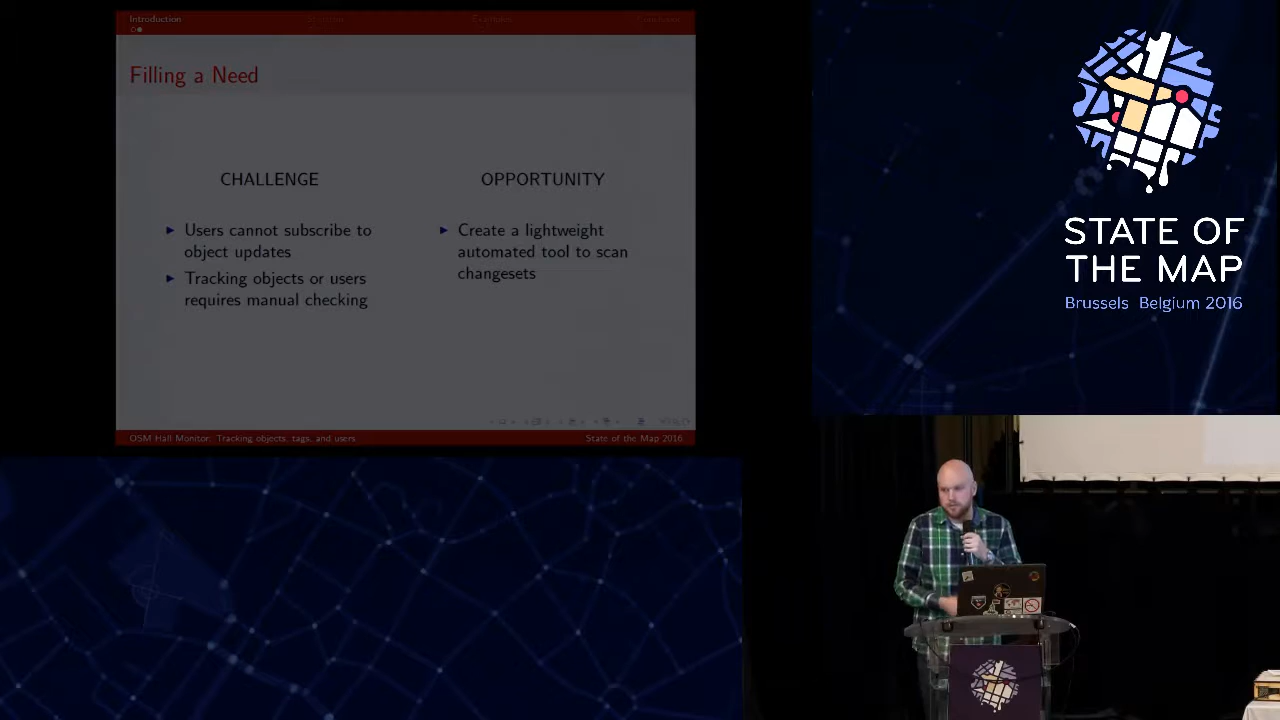 Introduction
Examples
Filling a Need
CHALLENGE
Users cannot subscribe to
object updates
Tracking objects or users
requires manual checking
OPPORTUNITY
Create a lightweight
automated tool to scan
changesets
OSM Hall Monitor: Tracking objects, tags, and users
State of the Map 2016
STATE OF
THE MAP
Brussels Belgium 2016